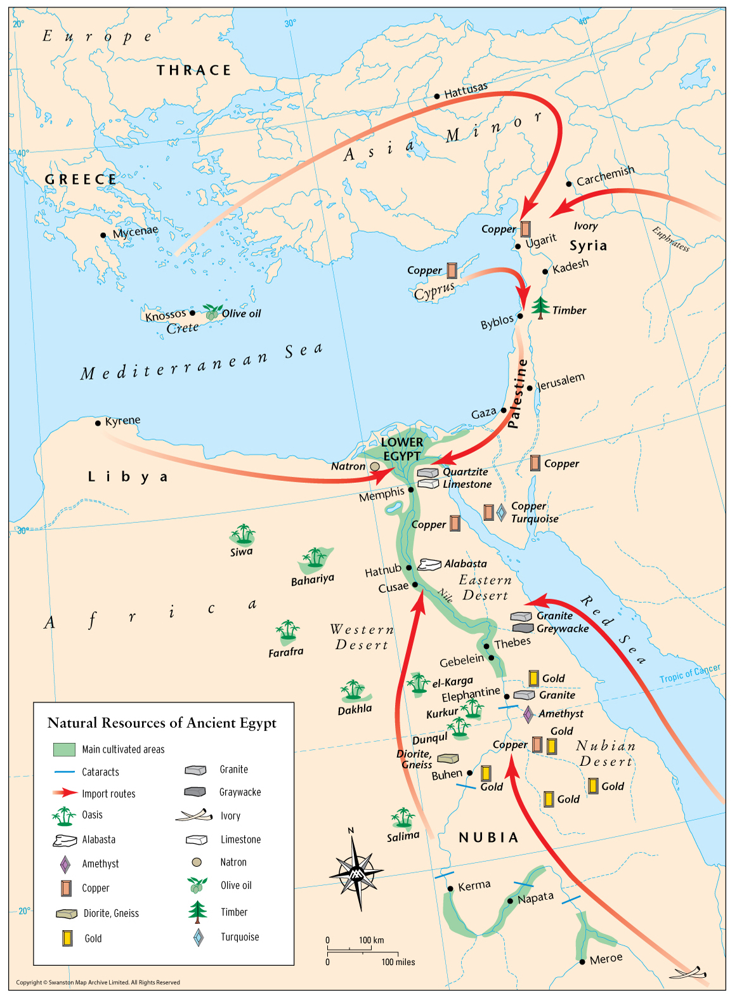 20°
30°
40°
Europe
THRACE
Hattusas
Asia Minor
40°
GREECE
Carchemish
Mycenae
Copper
Ivory
Euphratess
Ugarit
Syria
Copper
Kadesh
Cyprus
Knossos
Olive oil
Crete
Timber
Byblos
Mediterranean Sea
Palestine
Jerusalem
Gaza
Kyrene
LOWER
EGYPT
Natron
Quartzite
Limestone
Copper
Libya
Memphis
Copper
Turquoise
Copper
30°
Siwa
Bahariya
Hatnub
Alabasta
Cusae
Nile
Eastern
Desert
Red Sea
Africa
Western
Desert
Granite
Greywacke
Farafra
Thebes
Gebelein
Tropic of Cancer
Gold
el-Karga
Elephantine
Granite
Dakhla
Kurkur
Amethyst
Dunqul
Gold
Copper
Nubian
Desert
Diorite,
Gneiss
Buhen
Gold
Gold
Gold
Salima
NUBIA
N
Kerma
Napata
Meroe
20°
0 100 km
0 100 miles
Natural Resources of Ancient Egypt
Main cultivated areas
Cataracts
Import routes
Oasis
Alabasta
Amethyst
Copper
Diorite, Gneiss
Gold
Granite
Graywacke
Ivory
Limestone
Natron
Olive oil
Timber
Turquoise
Copyright © Swanston Map Archive Limited. All Rights Reserved